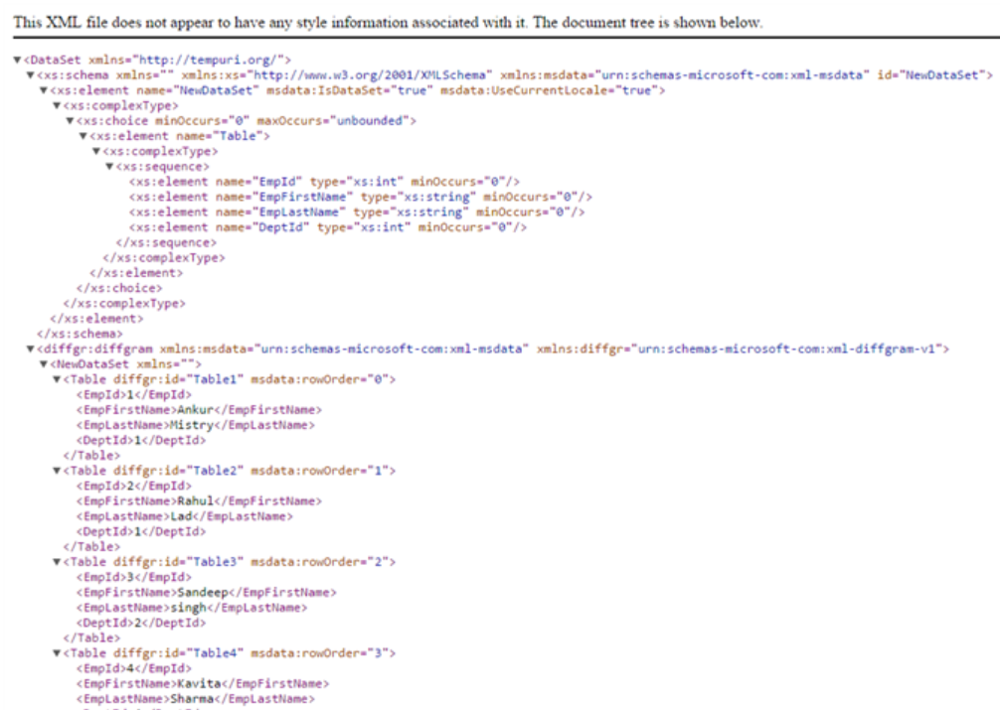 This XML file does not appear to have any style information associated with it. The document tree is shown below.
▼<DataSet xmlns="http://tempuri.org/">
▼<xs:schema xmlns="" xmlns:xs="http://www.w3.org/2001/XMLSchema" xmlns:msdata="urn:schemas-microsoft-com:xml-msdata" id="NewDataSet">
▼<xs:element name="NewDataSet" msdata:IsDataSet="true" msdata:UseCurrentLocale="true">
▼<xs:complexType>
▼<xs:choice minOccurs="0" maxOccurs="unbounded">
▼<xs:element name="Table">
▼<xs:complexType>
▼<xs:sequence>
<xs:element name="EmpId" type="xs:int" minOccurs="0"/>
<xs:element name="EmpFirstName" type="xs:string" minOccurs="0"/>
<xs:element name="EmpLastName" type="xs:string" minOccurs="0"/>
<xs:element name="DeptId" type="xs:int" minOccurs="0"/>
</xs:sequence>
</xs:complexType>
</xs:element>
</xs:choice>
</xs:complexType>
</xs:element>
</xs:schema>
▼<diffgr:diffgram xmlns:msdata="urn:schemas-microsoft-com:xml-msdata" xmlns:diffgr="urn:schemas-microsoft-com:xml-diffgram-v1">
▼<NewDataSet xmlns="">
▼<Table diffgr:id="Table1" msdata:rowOrder="0">
<EmpId>1</EmpId>
<EmpFirstName>Ankur</EmpFirstName>
<EmpLastName>Mistry</EmpLastName>
<DeptId>1</DeptId>
</Table>
▼<Table diffgr:id="Table2" msdata:rowOrder="1">
<EmpId>2</EmpId>
<EmpFirstName>Rahul</EmpFirstName>
<EmpLastName>Lad</EmpLastName>
<DeptId>1</DeptId>
</Table>
▼<Table diffgr:id="Table3" msdata:rowOrder="2">
<EmpId>3</EmpId>
<EmpFirstName>Sandeep</EmpFirstName>
<EmpLastName>singh</EmpLastName>
<DeptId>2</DeptId>
</Table>
▼<Table diffgr:id="Table4" msdata:rowOrder="3">
<EmpId>4</EmpId>
<EmpFirstName>Kavita</EmpFirstName>
<EmpLastName>Sharma</EmpLastName>